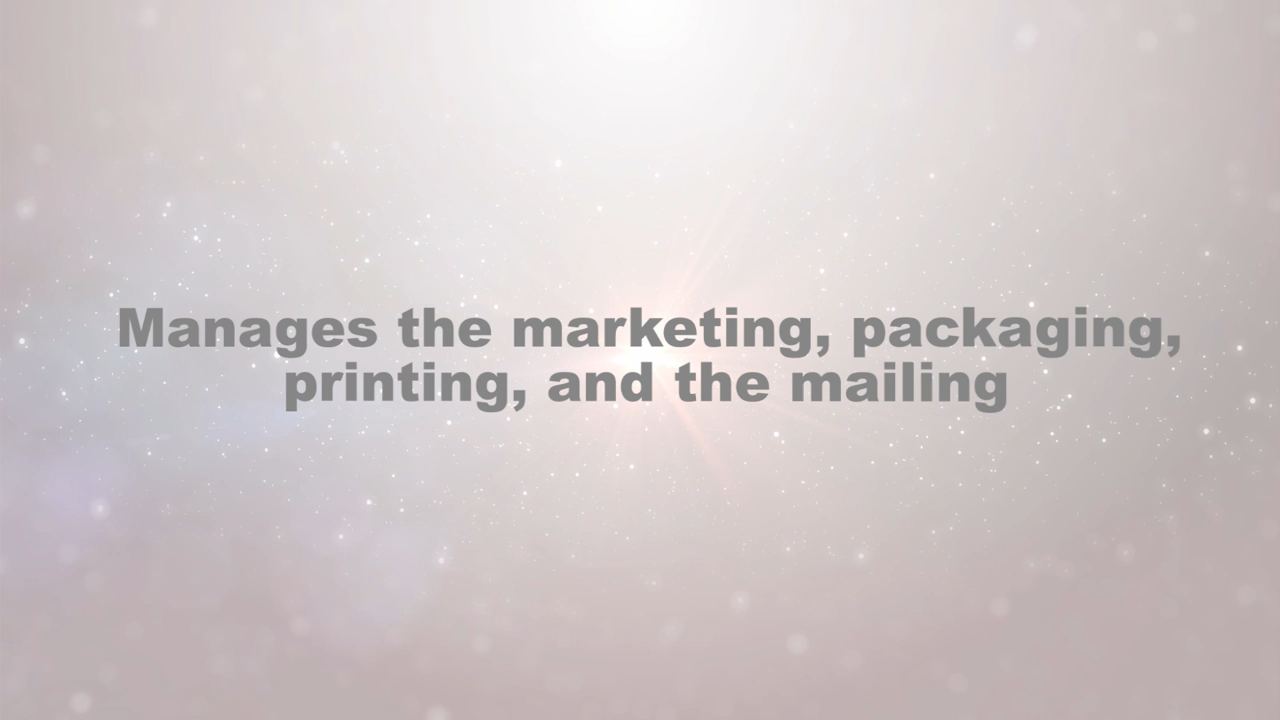 Manages the marketing, packaging,
printing, and the mailing